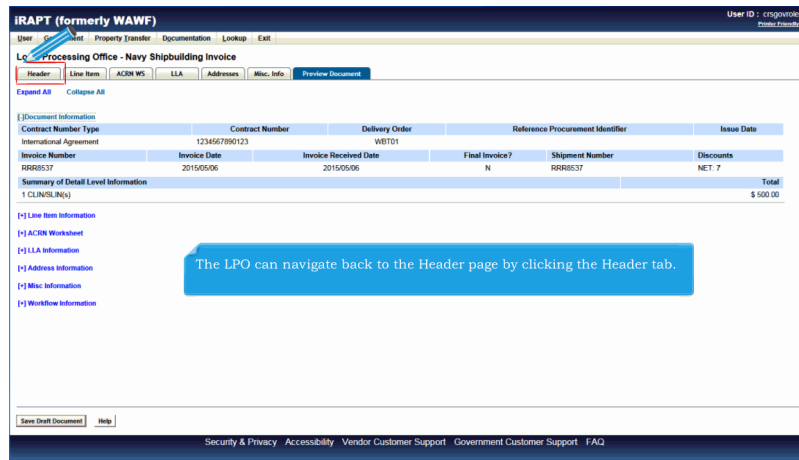 iRAPT (formerly WAWF)
User ID : crsgovrole
Printer Friendly
User Property Transfer Documentation Lookup Exit
Processing Office - Navy Shipbuilding Invoice
Header Line Item ACRN WS LLA Addresses Misc. Info Preview Document
Expand All Collapse All
[-]Document Information
Contract Number Type Contract Number Delivery Order Reference Procurement Identifier Issue Date
International Agreement 1234567890123 WBT01
Invoice Number Invoice Date Invoice Received Date Final Invoice? Shipment Number Discounts
RRR8537 2015/05/06 2015/05/06 N RRR8537 NET: 7
Summary of Detail Level Information Total
1 CLIN/SLIN(s) $ 500.00
[+] Line Item Information
[+] ACRN Worksheet
[+] LLA Information
[+] Address Information
[+] Misc Information
[+] Workflow Information
The LPO can navigate back to the Header page by clicking the Header tab.
Save Draft Document Help
Security & Privacy Accessibility Vendor Customer Support Government Customer Support FAQ